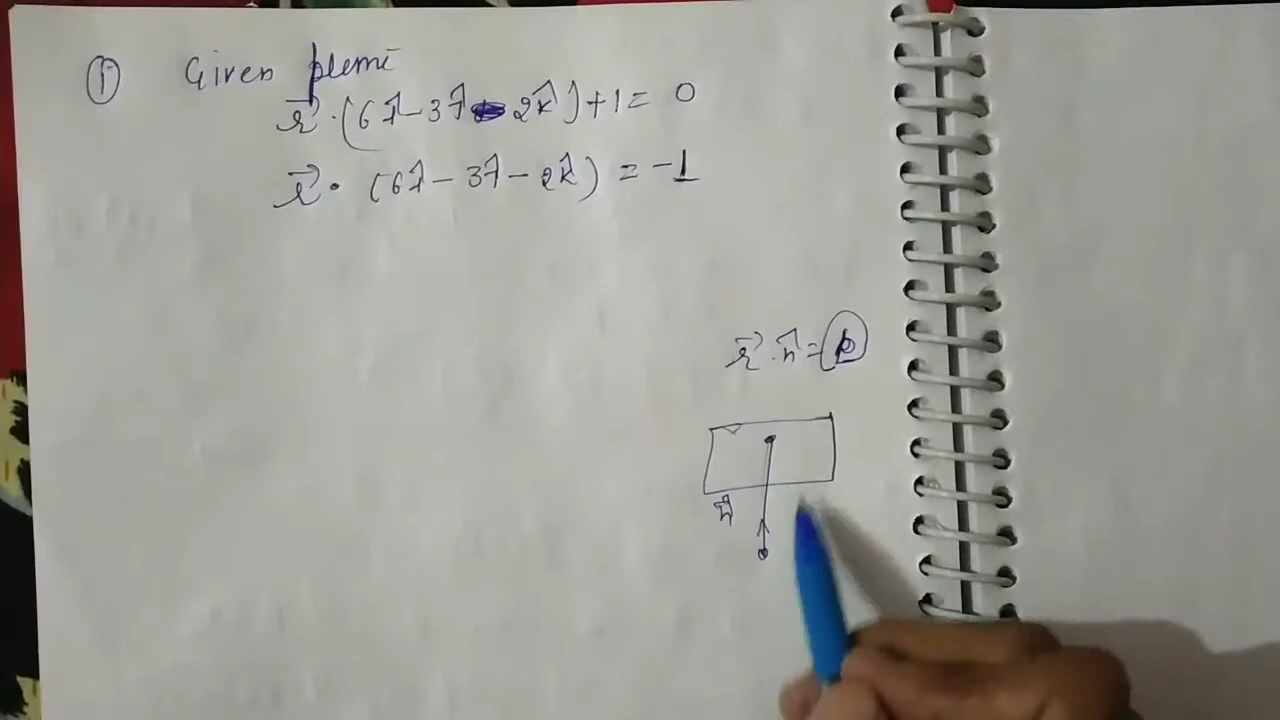 ① Given plane
r⃗ · (6î - 3ĵ - 2k̂) + 1 = 0
r⃗ · (6î - 3ĵ - 2k̂) = -1
r⃗ · n̂ = p
n̂